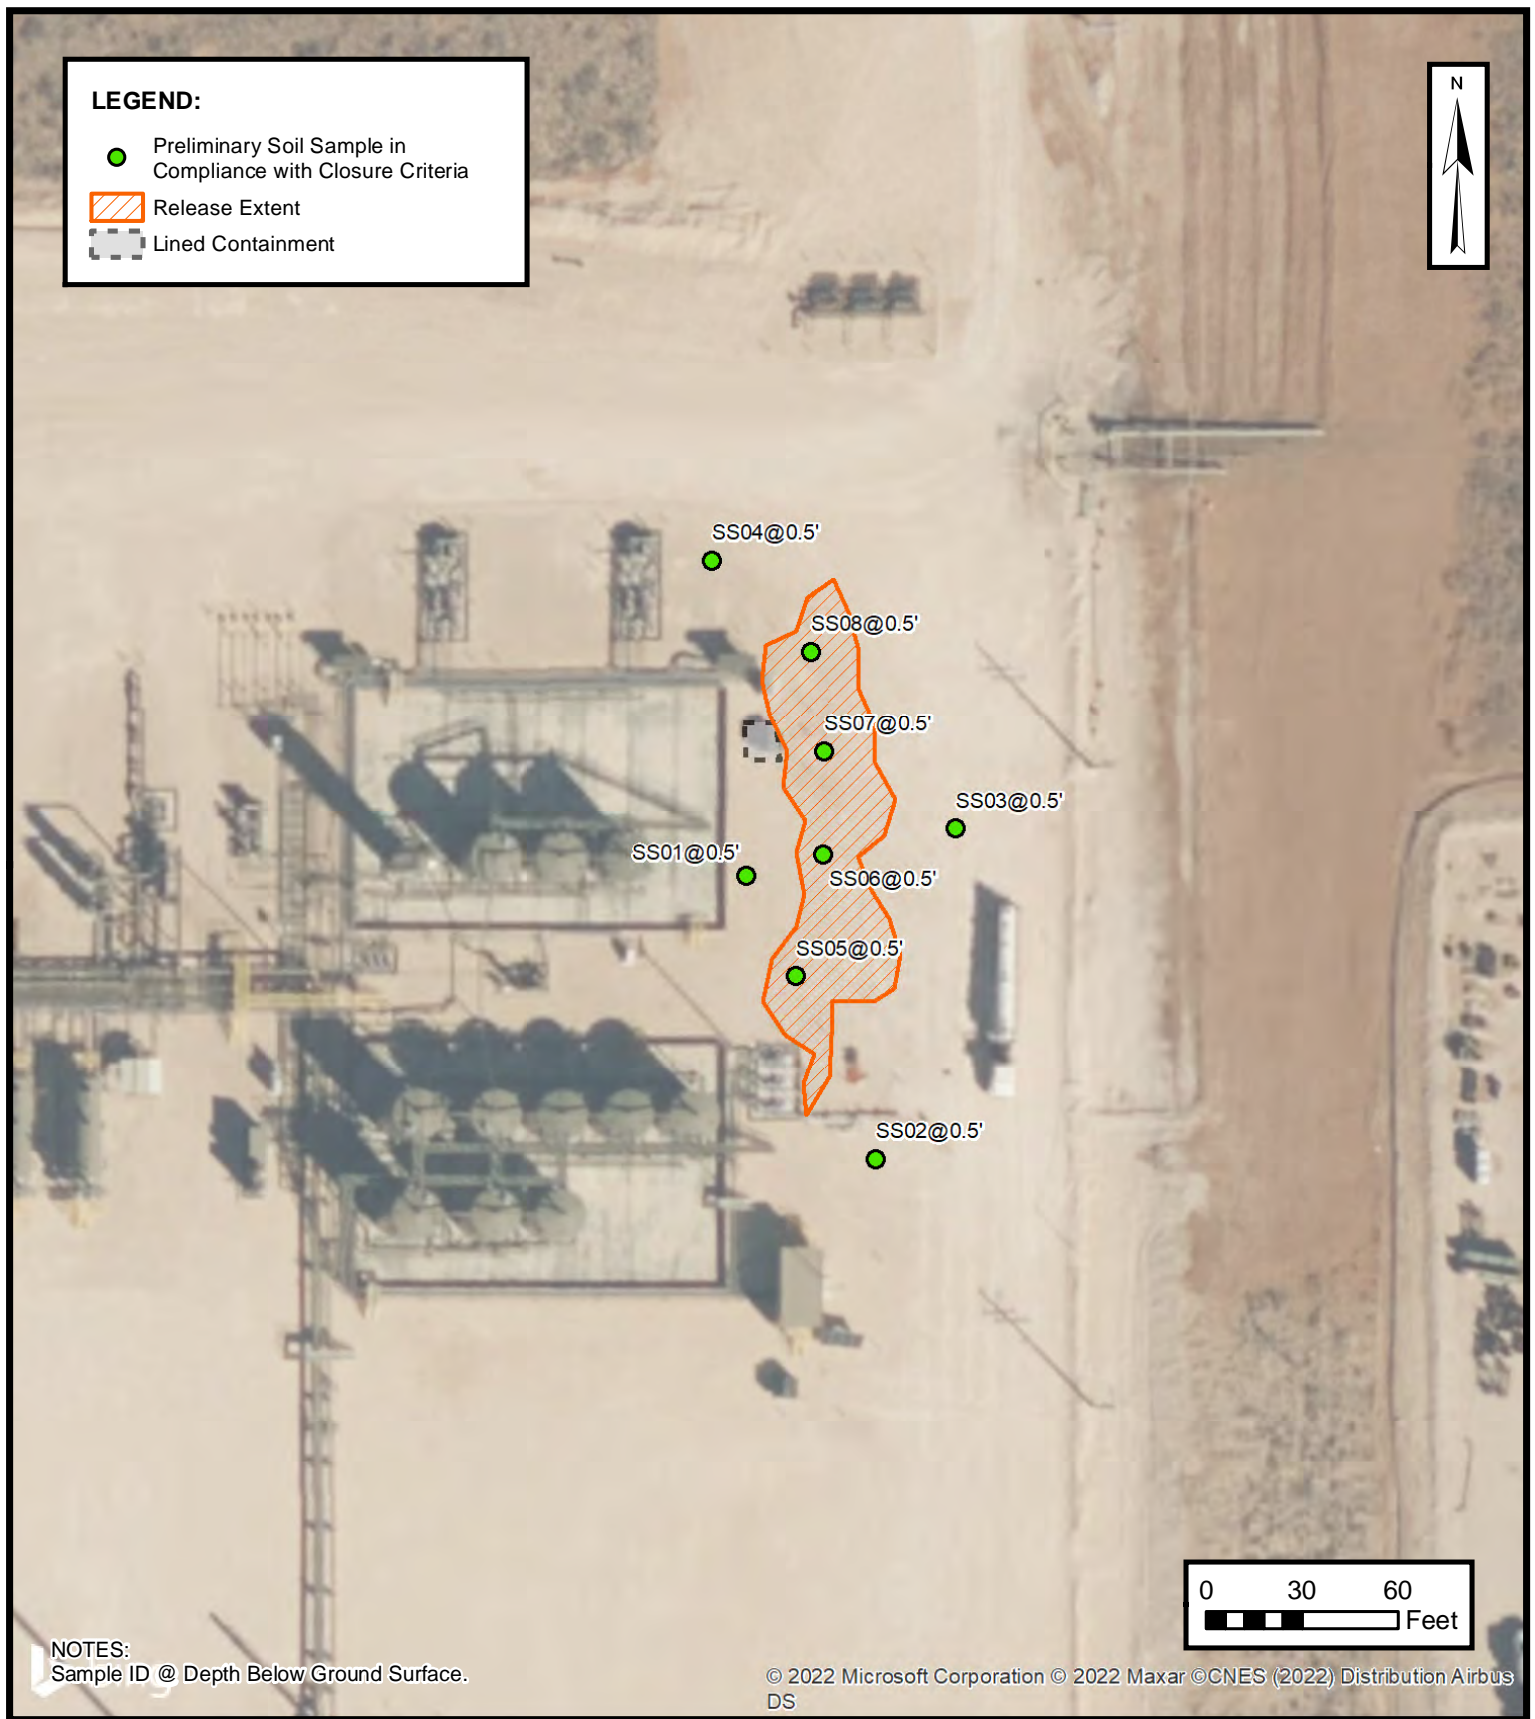 LEGEND:
Preliminary Soil Sample in
Compliance with Closure Criteria
Release Extent
Lined Containment
N
SS04@0.5'
SS08@0.5'
SS07@0.5'
SS03@0.5'
SS01@0.5'
SS06@0.5'
SS05@0.5'
SS02@0.5'
0 30 60
Feet
NOTES:
Sample ID @ Depth Below Ground Surface.
© 2022 Microsoft Corporation © 2022 Maxar ©CNES (2022) Distribution Airbus
DS